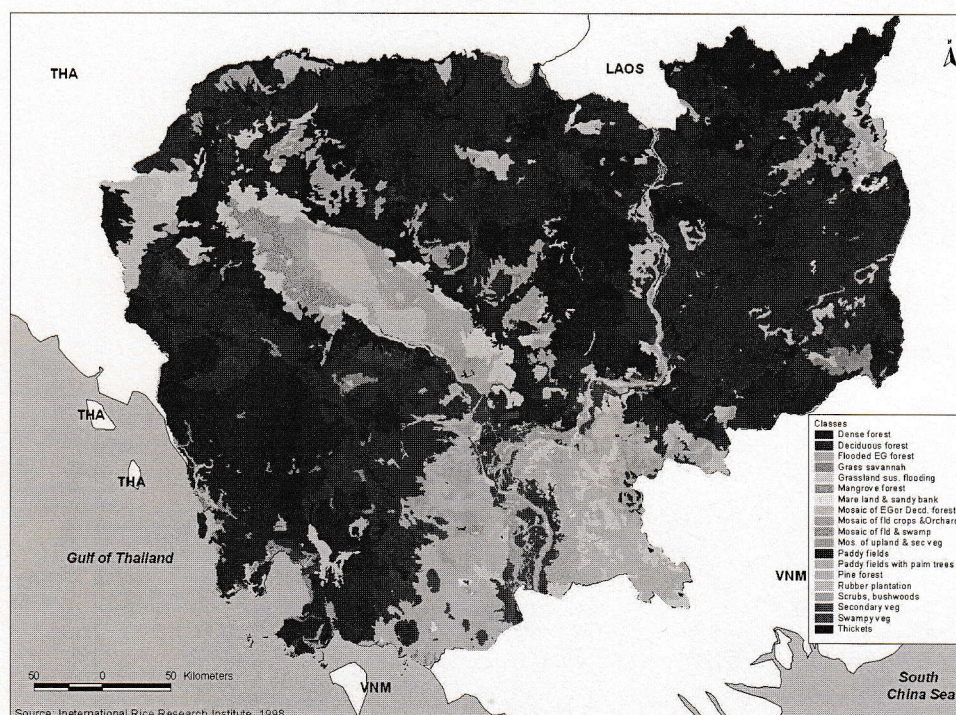 N
THA
LAOS
THA
THA
Gulf of Thailand
VNM
VNM
South
China Sea
50 0 50 Kilometers
Classes
Dense forest
Deciduous forest
Flooded EG forest
Grass savannah
Grassland sus. flooding
Mangrove forest
Mare land & sandy bank
Mosaic of EGor Decd. forest
Mosaic of fld crops &Orchard
Mosaic of fld & swamp
Mos. of upland & sec veg
Paddy fields
Paddy fields with palm trees
Pine forest
Rubber plantation
Scrubs, bushwoods
Secondary veg
Swampy veg
Thickets
Source: Ineternational Rice Research Institute, 1998